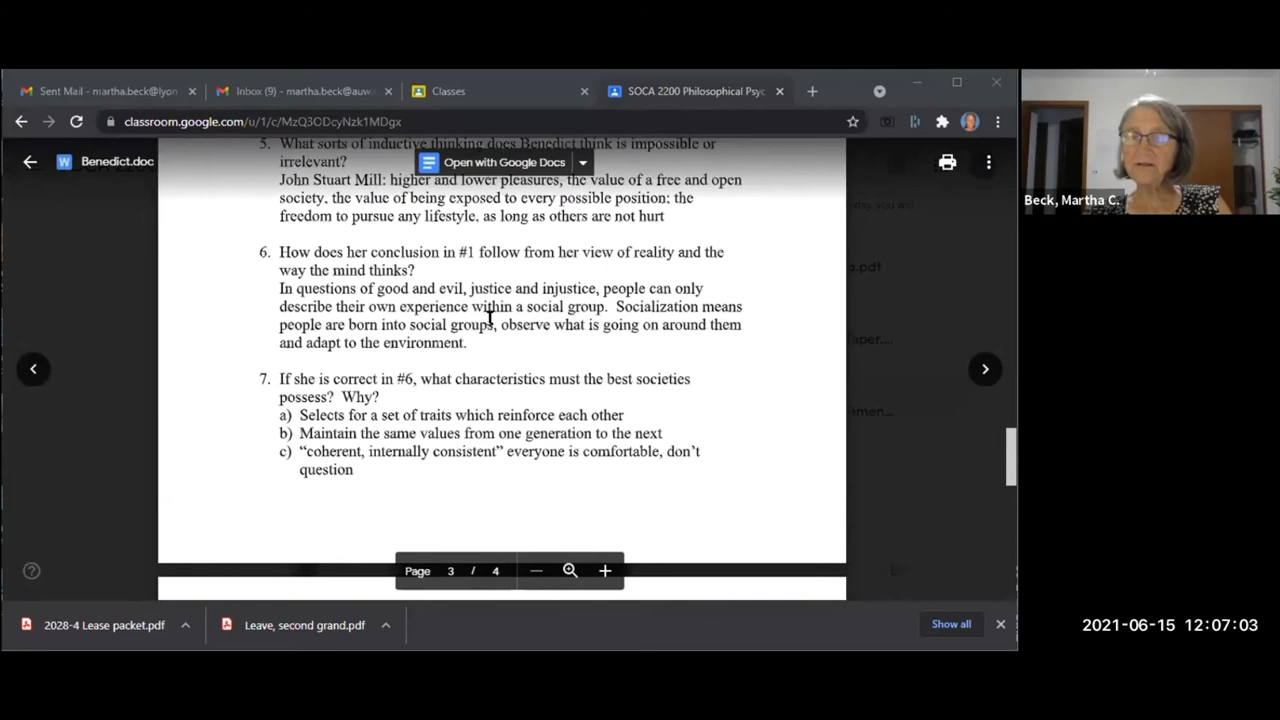 Sent Mail - martha.beck@lyon
Inbox (9) - martha.beck@auw
Classes
SOCA 2200 Philosophical Psyc
classroom.google.com/u/1/c/MzQ3ODcyNzk1MDgx
Benedict.doc
Open with Google Docs
5. What sorts of inductive thinking does Benedict think is impossible or
irrelevant?
John Stuart Mill: higher and lower pleasures, the value of a free and open
society, the value of being exposed to every possible position; the
freedom to pursue any lifestyle, as long as others are not hurt
6. How does her conclusion in #1 follow from her view of reality and the
way the mind thinks?
In questions of good and evil, justice and injustice, people can only
describe their own experience within a social group. Socialization means
people are born into social groups, observe what is going on around them
and adapt to the environment.
7. If she is correct in #6, what characteristics must the best societies
possess? Why?
a) Selects for a set of traits which reinforce each other
b) Maintain the same values from one generation to the next
c) “coherent, internally consistent” everyone is comfortable, don’t
question
Page 3 / 4
2028-4 Lease packet.pdf
Leave, second grand.pdf
Show all
Beck, Martha C.
2021-06-15 12:07:03